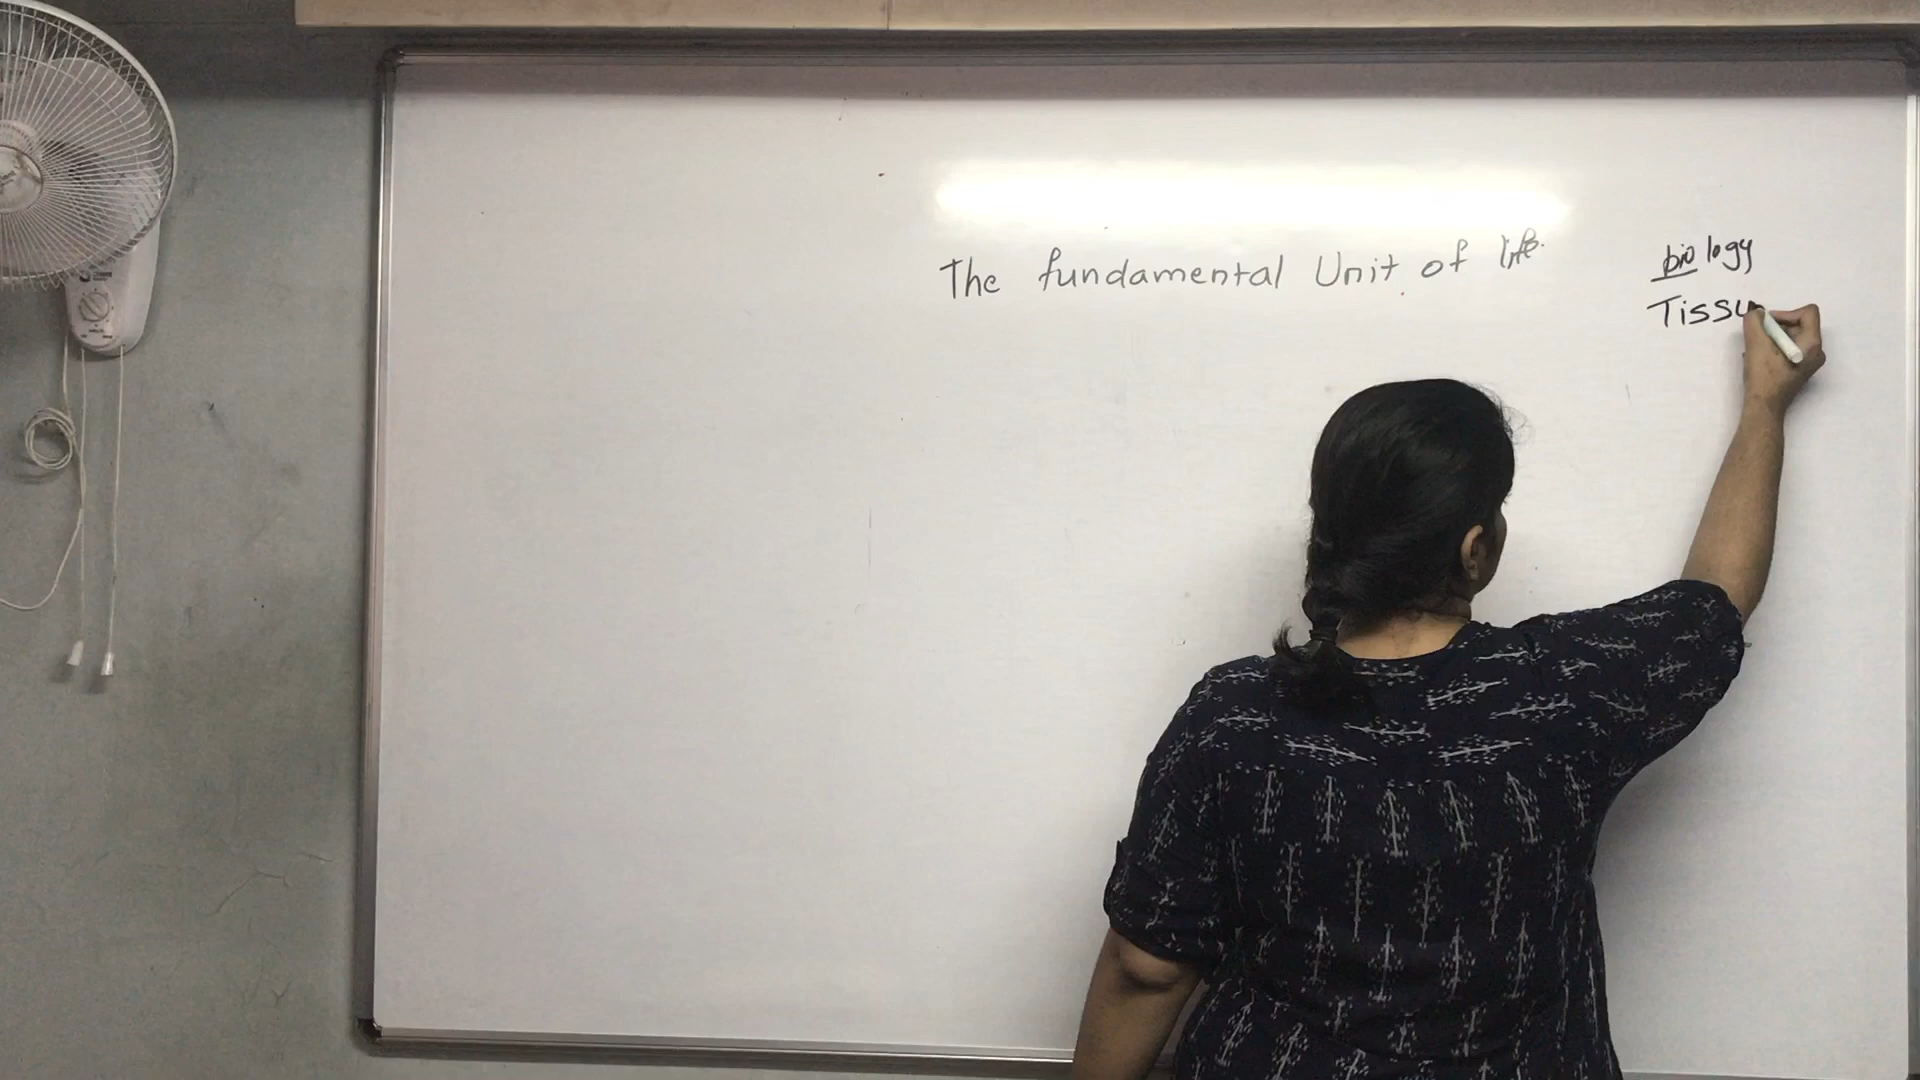 The fundamental Unit of life.
biology
Tissu